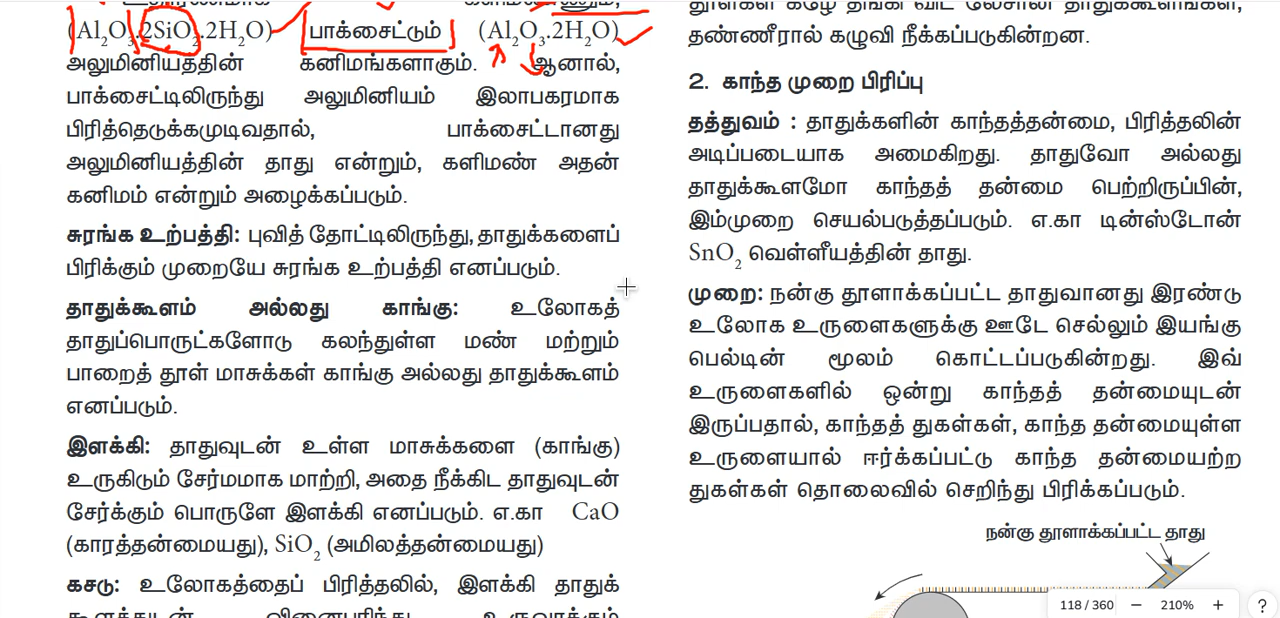 (Al₂O₃.2SiO₂.2H₂O) பாக்சைட்டும் (Al₂O₃.2H₂O)
அலுமினியத்தின் கனிமங்களாகும். ஆனால்,
பாக்சைட்டிலிருந்து அலுமினியம் இலாபகரமாக
பிரித்தெடுக்கமுடிவதால், பாக்சைட்டானது
அலுமினியத்தின் தாது என்றும், களிமண் அதன்
கனிமம் என்றும் அழைக்கப்படும்.
சுரங்க உற்பத்தி: புவித் தோட்டிலிருந்து, தாதுக்களைப்
பிரிக்கும் முறையே சுரங்க உற்பத்தி எனப்படும்.
தாதுக்கூளம் அல்லது காங்கு: உலோகத்
தாதுப்பொருட்களோடு கலந்துள்ள மண் மற்றும்
பாறைத் தூள் மாசுக்கள் காங்கு அல்லது தாதுக்கூளம்
எனப்படும்.
இளக்கி: தாதுவுடன் உள்ள மாசுக்களை (காங்கு)
உருகிடும் சேர்மமாக மாற்றி, அதை நீக்கிட தாதுவுடன்
சேர்க்கும் பொருளே இளக்கி எனப்படும். எ.கா CaO
(காரத்தன்மையது), SiO₂ (அமிலத்தன்மையது)
கசடு: உலோகத்தைப் பிரித்தலில், இளக்கி தாதுக்
தூள்கள் கீழே தங்கி விட லேசான தாதுக்கூளங்கள்,
தண்ணீரால் கழுவி நீக்கப்படுகின்றன.
2. காந்த முறை பிரிப்பு
தத்துவம் : தாதுக்களின் காந்தத்தன்மை, பிரித்தலின்
அடிப்படையாக அமைகிறது. தாதுவோ அல்லது
தாதுக்கூளமோ காந்தத் தன்மை பெற்றிருப்பின்,
இம்முறை செயல்படுத்தப்படும். எ.கா டின்ஸ்டோன்
SnO₂ வெள்ளீயத்தின் தாது.
முறை: நன்கு தூளாக்கப்பட்ட தாதுவானது இரண்டு
உலோக உருளைகளுக்கு ஊடே செல்லும் இயங்கு
பெல்டின் மூலம் கொட்டப்படுகின்றது. இவ்
உருளைகளில் ஒன்று காந்தத் தன்மையுடன்
இருப்பதால், காந்தத் துகள்கள், காந்த தன்மையுள்ள
உருளையால் ஈர்க்கப்பட்டு காந்த தன்மையற்ற
துகள்கள் தொலைவில் செறிந்து பிரிக்கப்படும்.
நன்கு தூளாக்கப்பட்ட தாது
118 / 360 − 210% + ?